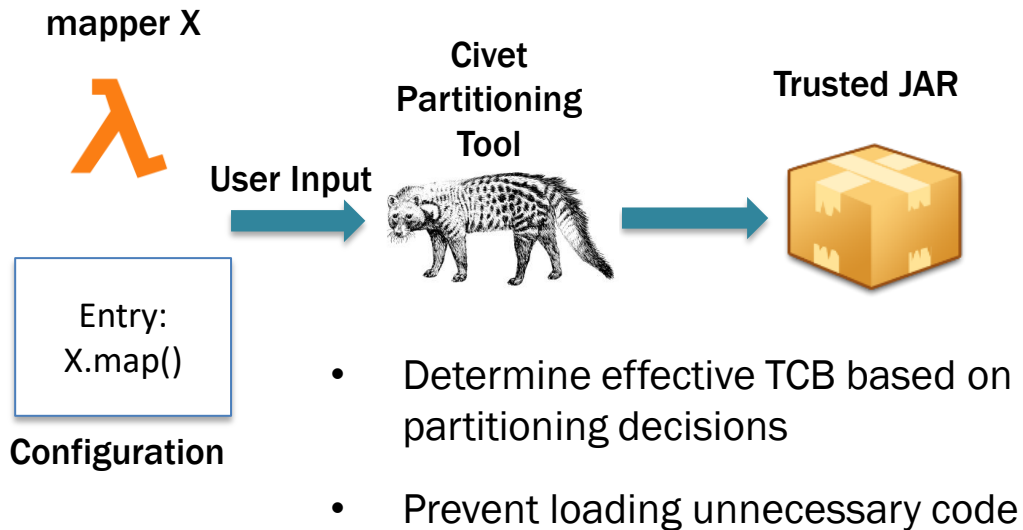 mapper X
λ
Civet
Partitioning
Tool
Trusted JAR
User Input
Entry:
X.map()
Configuration
• Determine effective TCB based on
partitioning decisions
• Prevent loading unnecessary code